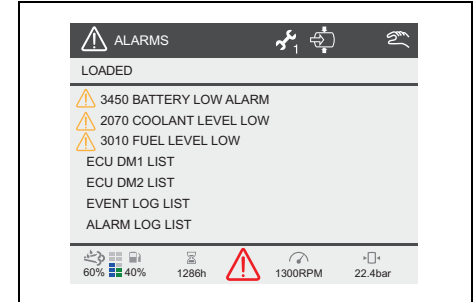 ALARMS
1
LOADED
3450 BATTERY LOW ALARM
2070 COOLANT LEVEL LOW
3010 FUEL LEVEL LOW
ECU DM1 LIST
ECU DM2 LIST
EVENT LOG LIST
ALARM LOG LIST
60% 40% 1286h 1300RPM 22.4bar